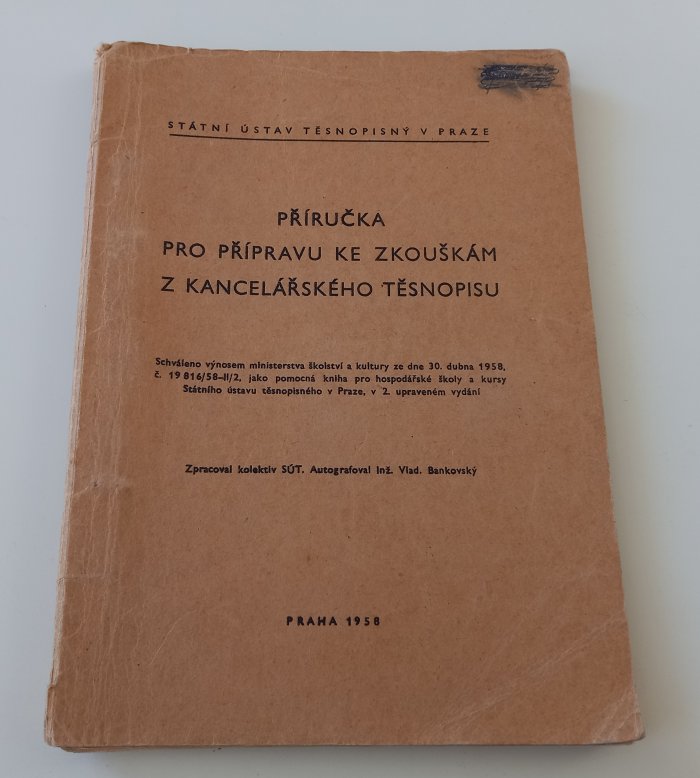 STÁTNÍ ÚSTAV TĚSNOPISNÝ V PRAZE
PŘÍRUČKA
PRO PŘÍPRAVU KE ZKOUŠKÁM
Z KANCELÁŘSKÉHO TĚSNOPISU
Schváleno výnosem ministerstva školství a kultury ze dne 30. dubna 1958,
č. 19 816/58–II/2, jako pomocná kniha pro hospodářské školy a kursy
Státního ústavu těsnopisného v Praze, v 2. upraveném vydání
Zpracoval kolektiv SÚT. Autografoval Inž. Vlad. Bankovský
PRAHA 1958